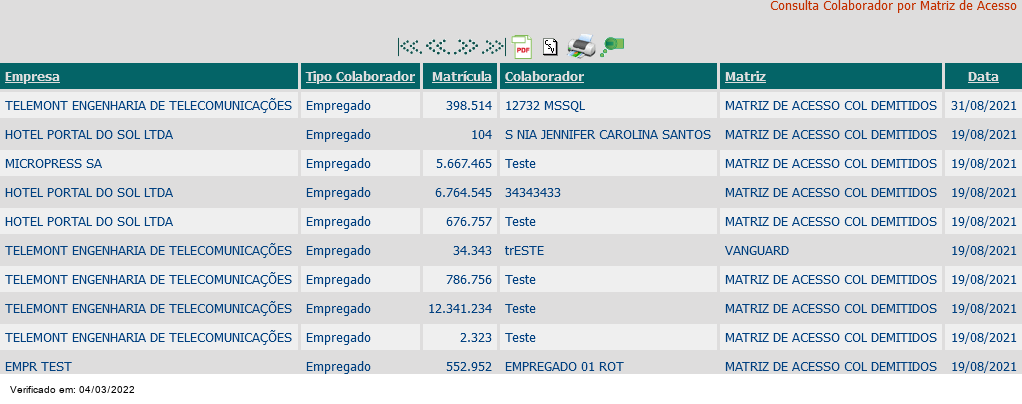 Consulta Colaborador por Matriz de Acesso
PDF
CSV
Empresa Tipo Colaborador Matrícula Colaborador Matriz Data
TELEMONT ENGENHARIA DE TELECOMUNICAÇÕES Empregado 398.514 12732 MSSQL MATRIZ DE ACESSO COL DEMITIDOS 31/08/2021
HOTEL PORTAL DO SOL LTDA Empregado 104 S NIA JENNIFER CAROLINA SANTOS MATRIZ DE ACESSO COL DEMITIDOS 19/08/2021
MICROPRESS SA Empregado 5.667.465 Teste MATRIZ DE ACESSO COL DEMITIDOS 19/08/2021
HOTEL PORTAL DO SOL LTDA Empregado 6.764.545 34343433 MATRIZ DE ACESSO COL DEMITIDOS 19/08/2021
HOTEL PORTAL DO SOL LTDA Empregado 676.757 Teste MATRIZ DE ACESSO COL DEMITIDOS 19/08/2021
TELEMONT ENGENHARIA DE TELECOMUNICAÇÕES Empregado 34.343 trESTE VANGUARD 19/08/2021
TELEMONT ENGENHARIA DE TELECOMUNICAÇÕES Empregado 786.756 Teste MATRIZ DE ACESSO COL DEMITIDOS 19/08/2021
TELEMONT ENGENHARIA DE TELECOMUNICAÇÕES Empregado 12.341.234 Teste MATRIZ DE ACESSO COL DEMITIDOS 19/08/2021
TELEMONT ENGENHARIA DE TELECOMUNICAÇÕES Empregado 2.323 Teste MATRIZ DE ACESSO COL DEMITIDOS 19/08/2021
EMPR TEST Empregado 552.952 EMPREGADO 01 ROT MATRIZ DE ACESSO COL DEMITIDOS 19/08/2021
Verificado em: 04/03/2022